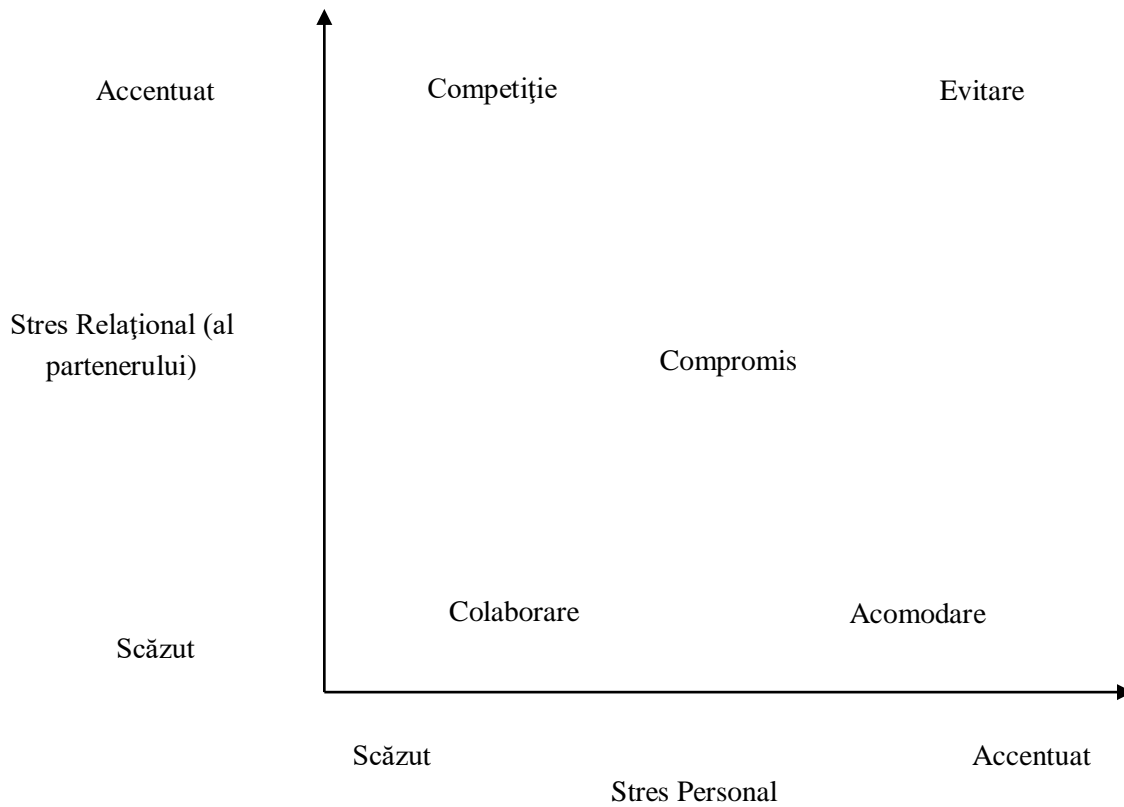 Accentuat
Competiţie
Evitare
Stres Relaţional (al
partenerului)
Compromis
Colaborare
Acomodare
Scăzut
Scăzut
Accentuat
Stres Personal